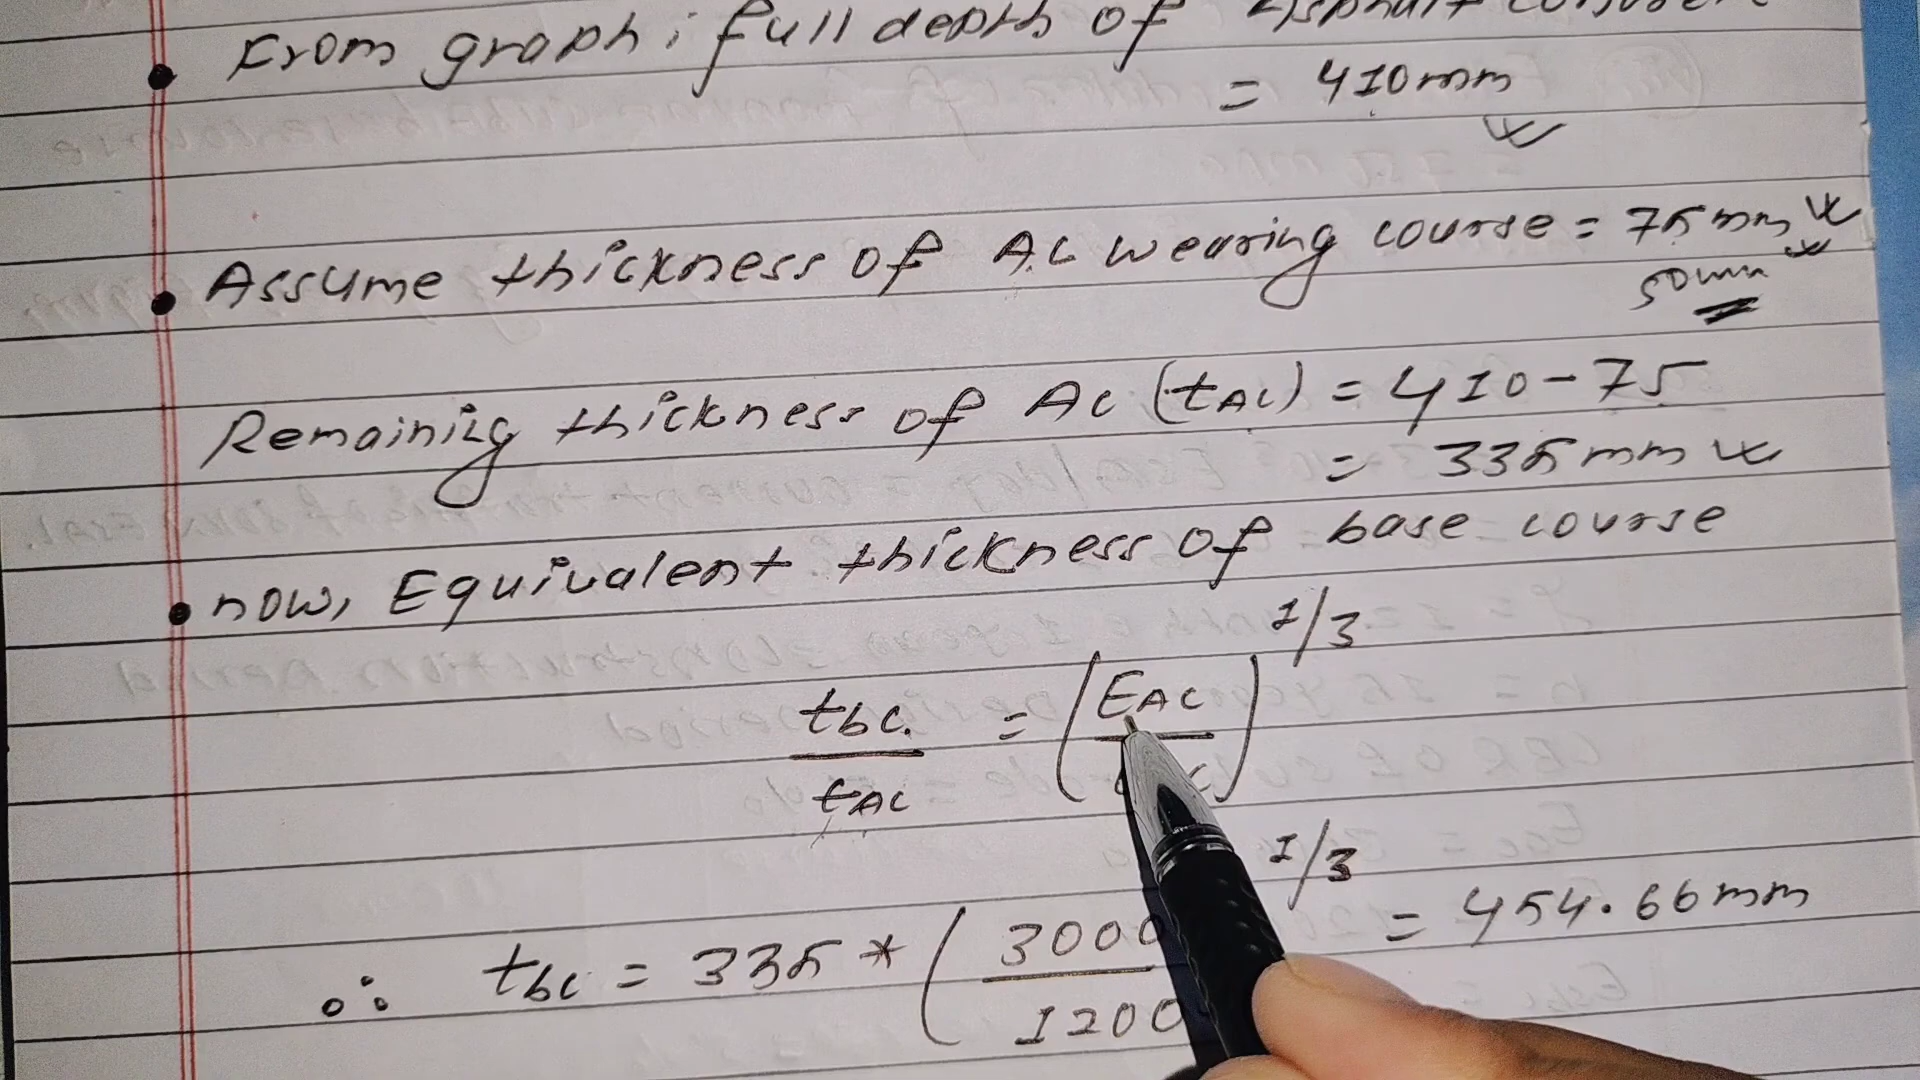 From graph, full depth of Asphalt
= 410mm
Assume thickness of AC wearing course = 75mm
50mm
Remaining thickness of AC (tAC) = 410-75
= 335mm
now, Equivalent thickness of base course
tbc. / tAC = (EAC / )^1/3
∴ tbc = 335 * (3000 / 1200)^1/3 = 454.66mm